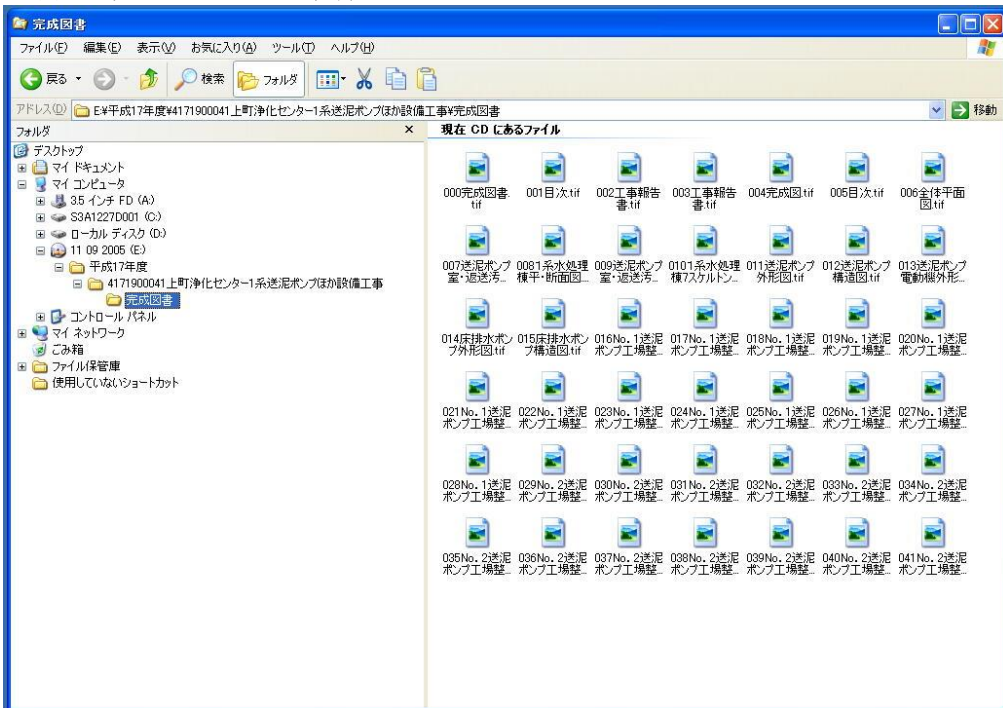 完成図書
ファイル(F) 編集(E) 表示(V) お気に入り(A) ツール(T) ヘルプ(H)
戻る 検索 フォルダ
アドレス(D) E:¥平成17年度¥4171900041上町浄化センター1系送泥ポンプほか設備工事¥完成図書 移動
フォルダ ×
デスクトップ
マイ ドキュメント
マイ コンピュータ
3.5 インチ FD (A:)
S3A1227D001 (C:)
ローカル ディスク (D:)
11 09 2005 (E:)
平成17年度
4171900041上町浄化センター1系送泥ポンプほか設備工事
完成図書
コントロール パネル
マイ ネットワーク
ごみ箱
ファイル保管庫
使用していないショートカット
現在 CD にあるファイル
000完成図書.tif 001目次.tif 002工事報告書.tif 003工事報告書.tif 004完成図.tif 005目次.tif 006全体平面図.tif
007送泥ポンプ室・返送汚... 0081系水処理棟平・断面図... 009送泥ポンプ室・返送汚... 0101系水処理棟7スケルトン... 011送泥ポンプ外形図.tif 012送泥ポンプ構造図.tif 013送泥ポンプ電動機外形...
014床排水ポンプ外形図.tif 015床排水ポンプ構造図.tif 016No.1送泥ポンプ工場整... 017No.1送泥ポンプ工場整... 018No.1送泥ポンプ工場整... 019No.1送泥ポンプ工場整... 020No.1送泥ポンプ工場整...
021No.1送泥ポンプ工場整... 022No.1送泥ポンプ工場整... 023No.1送泥ポンプ工場整... 024No.1送泥ポンプ工場整... 025No.1送泥ポンプ工場整... 026No.1送泥ポンプ工場整... 027No.1送泥ポンプ工場整...
028No.1送泥ポンプ工場整... 029No.2送泥ポンプ工場整... 030No.2送泥ポンプ工場整... 031No.2送泥ポンプ工場整... 032No.2送泥ポンプ工場整... 033No.2送泥ポンプ工場整... 034No.2送泥ポンプ工場整...
035No.2送泥ポンプ工場整... 036No.2送泥ポンプ工場整... 037No.2送泥ポンプ工場整... 038No.2送泥ポンプ工場整... 039No.2送泥ポンプ工場整... 040No.2送泥ポンプ工場整... 041No.2送泥ポンプ工場整...